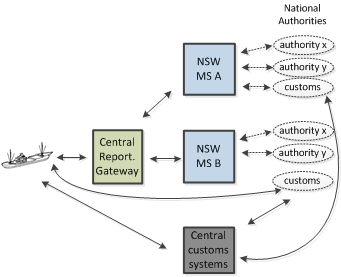 National
Authorities
NSW
MS A
authority x
authority y
customs
Central
Report.
Gateway
NSW
MS B
authority x
authority y
customs
Central
customs
systems